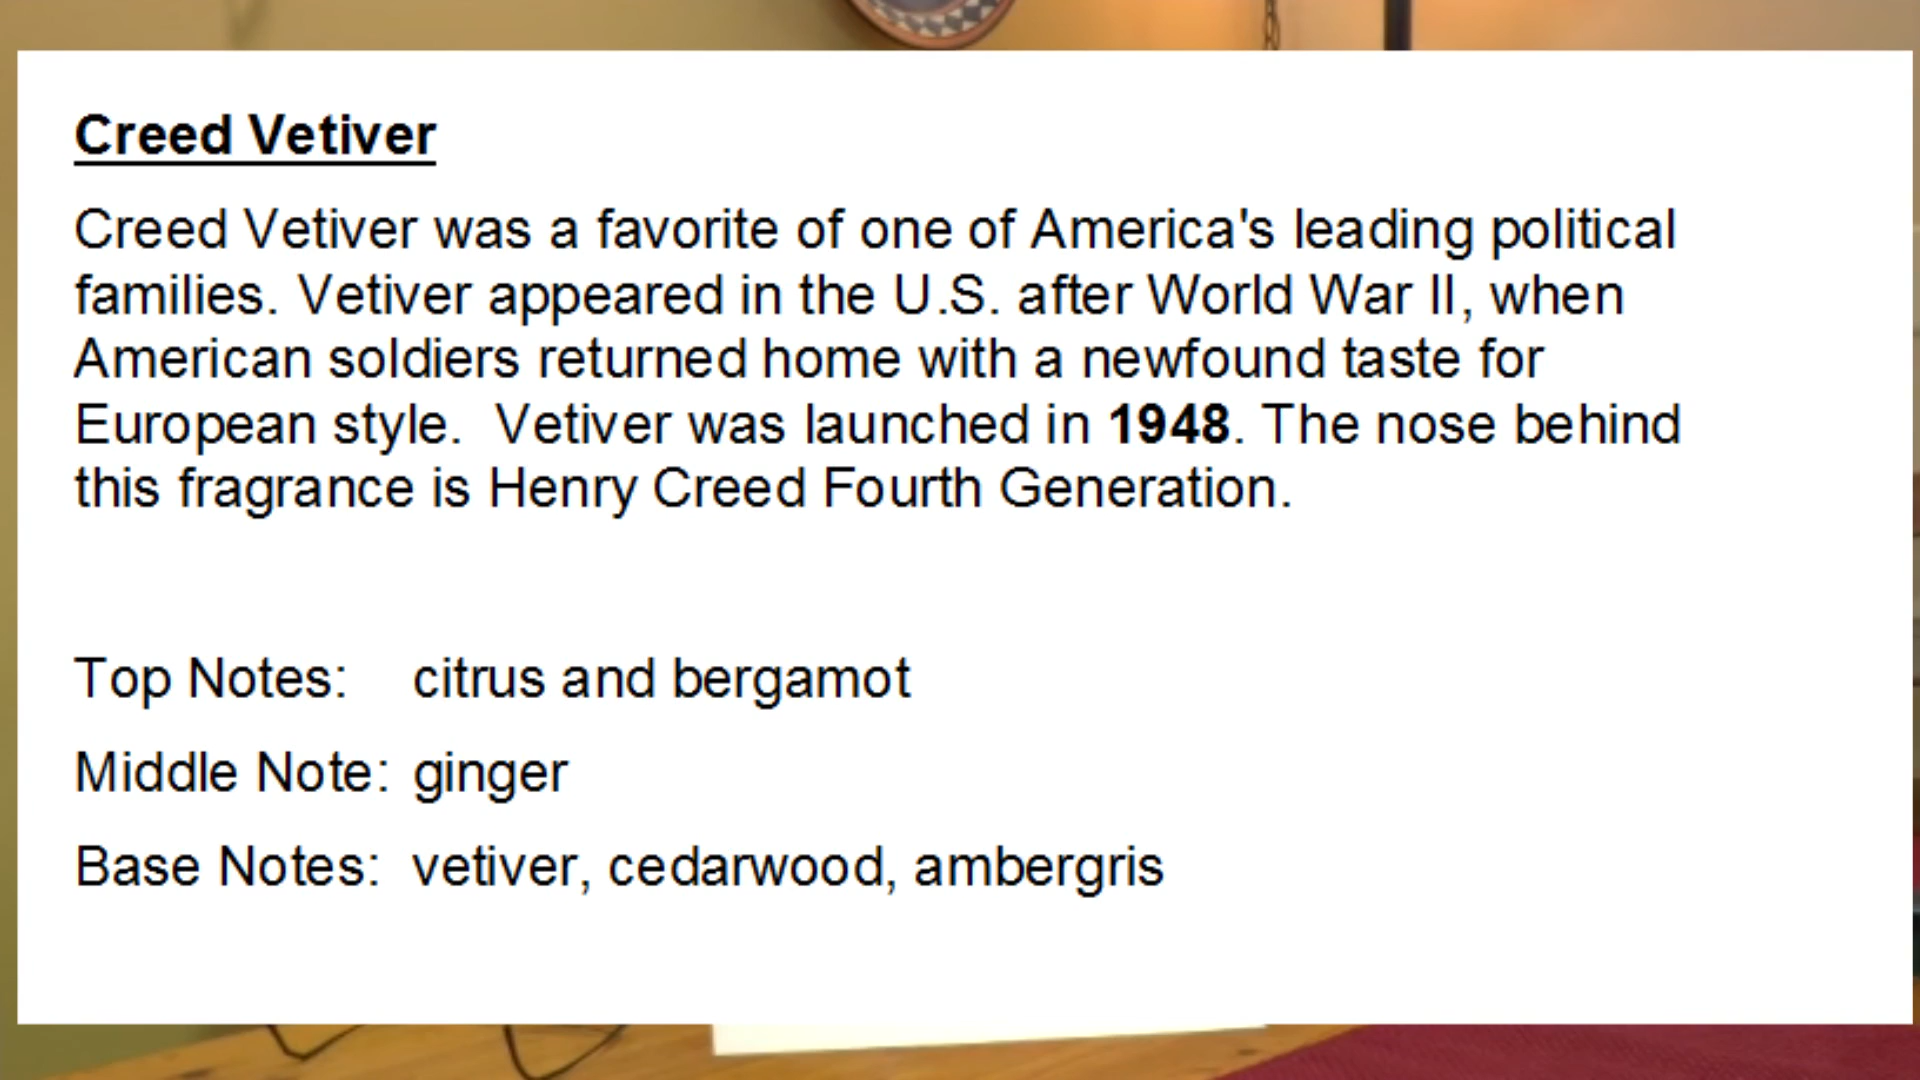 Creed Vetiver
Creed Vetiver was a favorite of one of America's leading political
families. Vetiver appeared in the U.S. after World War II, when
American soldiers returned home with a newfound taste for
European style.  Vetiver was launched in 1948. The nose behind
this fragrance is Henry Creed Fourth Generation.
Top Notes: citrus and bergamot
Middle Note: ginger
Base Notes: vetiver, cedarwood, ambergris